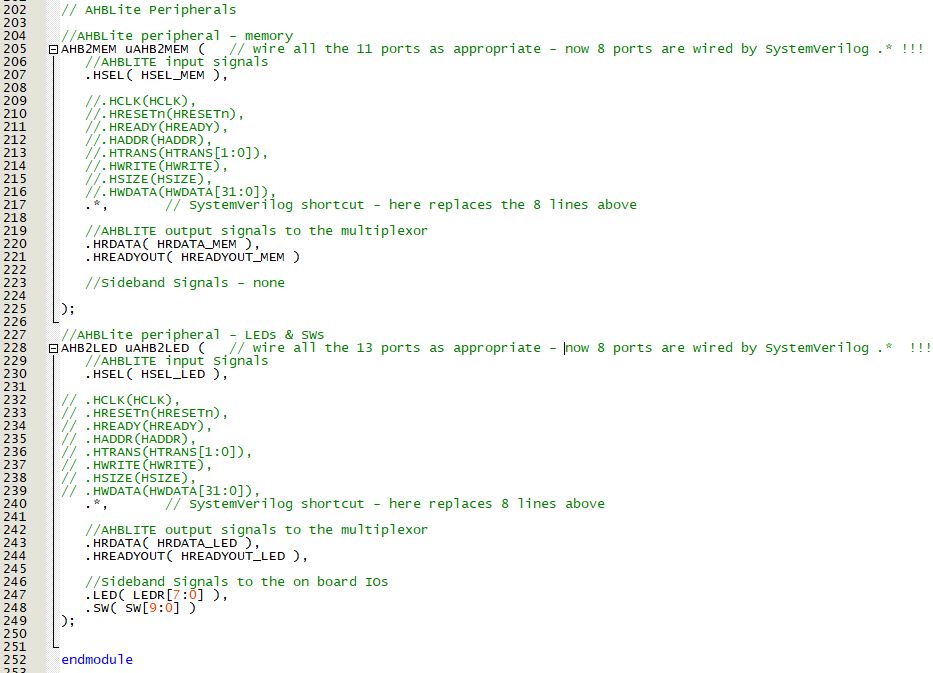 202 // AHBLite Peripherals
203
204 //AHBLite peripheral - memory
205 AHB2MEM uAHB2MEM (   // wire all the 11 ports as appropriate - now 8 ports are wired by SystemVerilog .* !!!
206    //AHBLITE input signals
207    .HSEL( HSEL_MEM ),
208
209    //.HCLK(HCLK),
210    //.HRESETn(HRESETn),
211    //.HREADY(HREADY),
212    //.HADDR(HADDR),
213    //.HTRANS(HTRANS[1:0]),
214    //.HWRITE(HWRITE),
215    //.HSIZE(HSIZE),
216    //.HWDATA(HWDATA[31:0]),
217    .*,       // SystemVerilog shortcut - here replaces the 8 lines above
218
219    //AHBLITE output signals to the multiplexor
220    .HRDATA( HRDATA_MEM ),
221    .HREADYOUT( HREADYOUT_MEM )
222
223    //Sideband Signals - none
224
225 );
226
227 //AHBLite peripheral - LEDs & SWs
228 AHB2LED uAHB2LED (   // wire all the 13 ports as appropriate - now 8 ports are wired by SystemVerilog .*  !!!
229    //AHBLITE input Signals
230    .HSEL( HSEL_LED ),
231
232 // .HCLK(HCLK),
233 // .HRESETn(HRESETn),
234 // .HREADY(HREADY),
235 // .HADDR(HADDR),
236 // .HTRANS(HTRANS[1:0]),
237 // .HWRITE(HWRITE),
238 // .HSIZE(HSIZE),
239 // .HWDATA(HWDATA[31:0]),
240    .*,       // SystemVerilog shortcut - here replaces 8 lines above
241
242    //AHBLITE output signals to the multiplexor
243    .HRDATA( HRDATA_LED ),
244    .HREADYOUT( HREADYOUT_LED ),
245
246    //Sideband Signals to the on board IOs
247    .LED( LEDR[7:0] ),
248    .SW( SW[9:0] )
249 );
250
251
252 endmodule